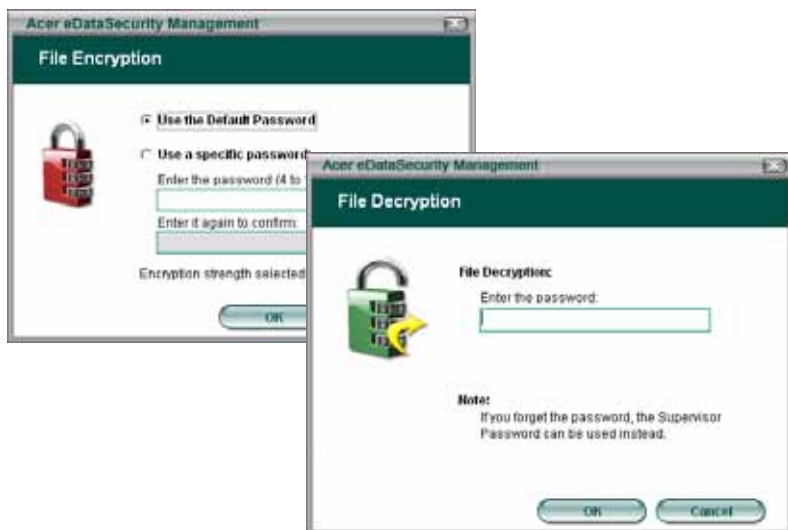 Acer eDataSecurity Management
File Encryption
Use the Default Password
Use a specific password:
Enter the password (4 to
Enter it again to confirm:
Encryption strength selected
OK
Acer eDataSecurity Management
File Decryption
File Decryption:
Enter the password:
Note:
If you forget the password, the Supervisor
Password can be used instead.
OK
Cancel